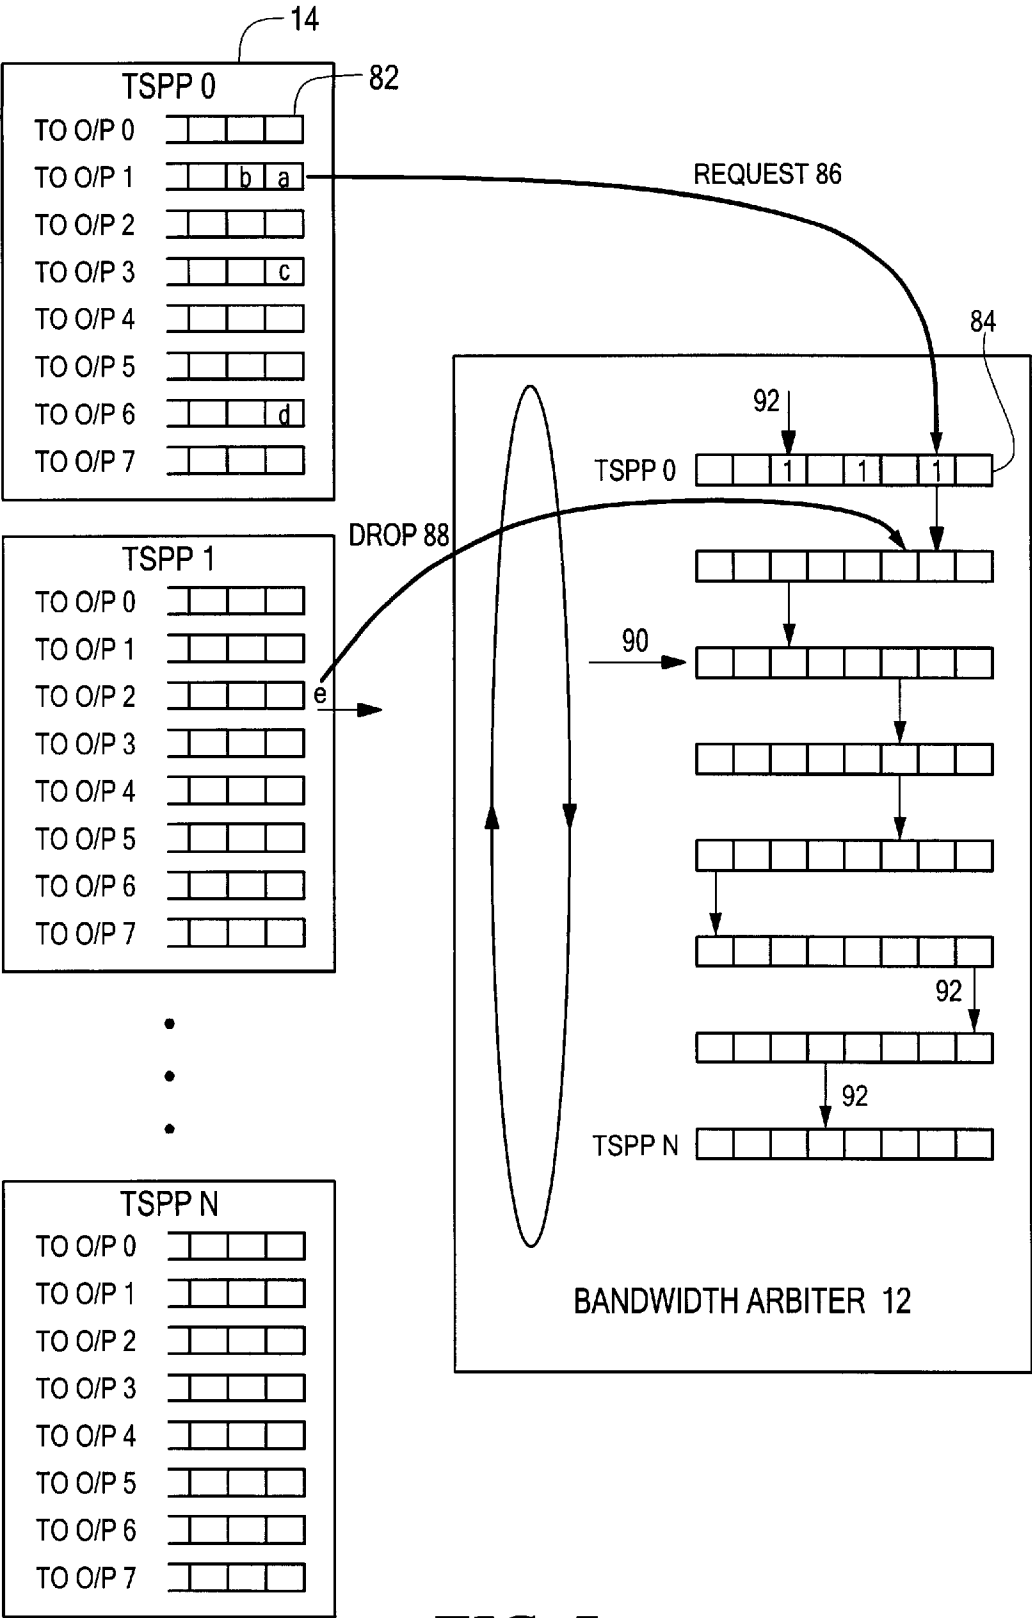 14
TSPP 0
82
TO O/P 0
TO O/P 1 b a
REQUEST 86
TO O/P 2
TO O/P 3 c
TO O/P 4
TO O/P 5
TO O/P 6 d
TO O/P 7
84
92
TSPP 0 1 1 1
DROP 88
TSPP 1
TO O/P 0
TO O/P 1
TO O/P 2 e
TO O/P 3
TO O/P 4
TO O/P 5
TO O/P 6
TO O/P 7
90
92
92
TSPP N
BANDWIDTH ARBITER 12
TSPP N
TO O/P 0
TO O/P 1
TO O/P 2
TO O/P 3
TO O/P 4
TO O/P 5
TO O/P 6
TO O/P 7